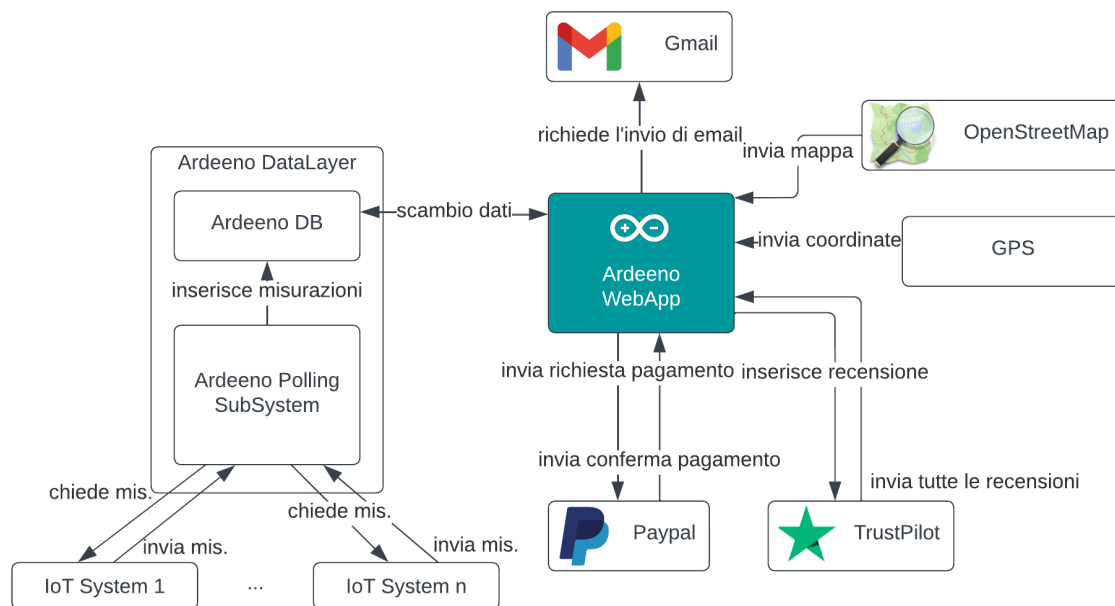 Gmail
richiede l'invio di email
OpenStreetMap
invia mappa
Ardeeno DataLayer
Ardeeno DB
scambio dati
Ardeeno
WebApp
invia coordinate
GPS
inserisce misurazioni
Ardeeno Polling
SubSystem
invia richiesta pagamento
inserisce recensione
invia conferma pagamento
invia tutte le recensioni
chiede mis.
chiede mis.
invia mis.
invia mis.
Paypal
TrustPilot
IoT System 1
...
IoT System n